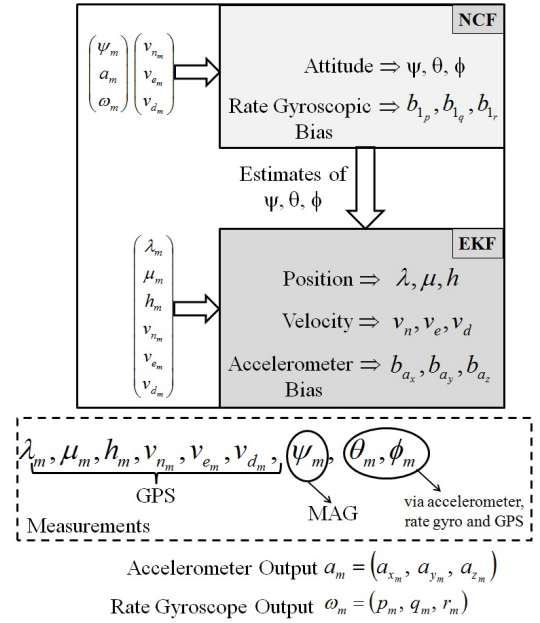 NCF
ψ_m v_{n_m}
a_m v_{e_m}
ω_m v_{d_m}
Attitude ⇒ ψ, θ, ϕ
Rate Gyroscopic ⇒ b_{1_p}, b_{1_q}, b_{1_r}
Bias
Estimates of
ψ, θ, ϕ
EKF
λ_m
μ_m
h_m
v_{n_m}
v_{e_m}
v_{d_m}
Position ⇒ λ, μ, h
Velocity ⇒ v_n, v_e, v_d
Accelerometer ⇒ b_{a_x}, b_{a_y}, b_{a_z}
Bias
λ_m, μ_m, h_m, v_{n_m}, v_{e_m}, v_{d_m}, ψ_m, θ_m, ϕ_m
GPS
MAG
via accelerometer,
rate gyro and GPS
Measurements
Accelerometer Output a_m = (a_{x_m}, a_{y_m}, a_{z_m})
Rate Gyroscope Output ω_m = (p_m, q_m, r_m)